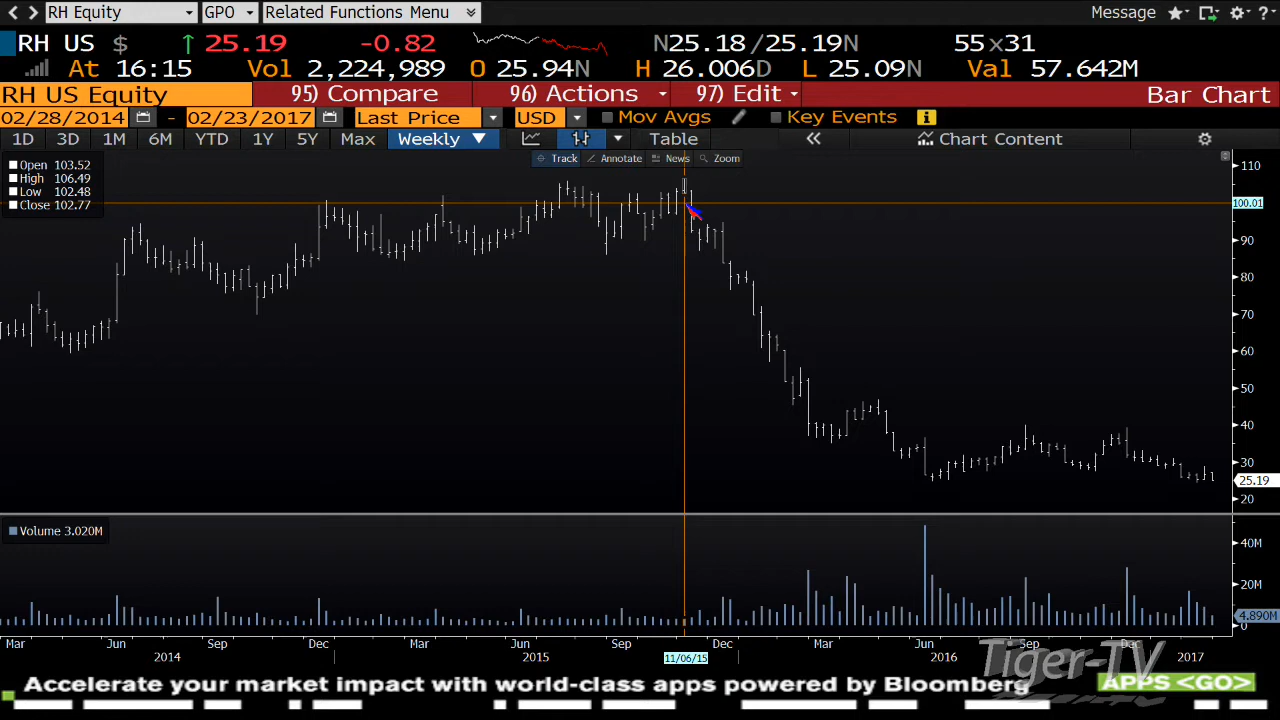 RH Equity GPO Related Functions Menu Message ?
RH US $ ↑ 25.19 -0.82 N25.18/25.19N 55x31
At 16:15 Vol 2,224,989 O 25.94N H 26.006D L 25.09N Val 57.642M
RH US Equity 95) Compare 96) Actions 97) Edit Bar Chart
02/28/2014 - 02/23/2017 Last Price USD Mov Avgs Key Events i
1D 3D 1M 6M YTD 1Y 5Y Max Weekly Table « Chart Content
Track Annotate News Zoom
Open 103.52
High 106.49
Low 102.48
Close 102.77
110
100.01
90
80
70
60
50
40
30
25.19
20
Volume 3.020M
40M
20M
4.890M
0
Mar Jun Sep Dec Mar Jun Sep Dec Mar Jun Sep Dec
2014 2015 11/06/15 2016 2017
Tiger-TV
Accelerate your market impact with world-class apps powered by Bloomberg APPS <GO>